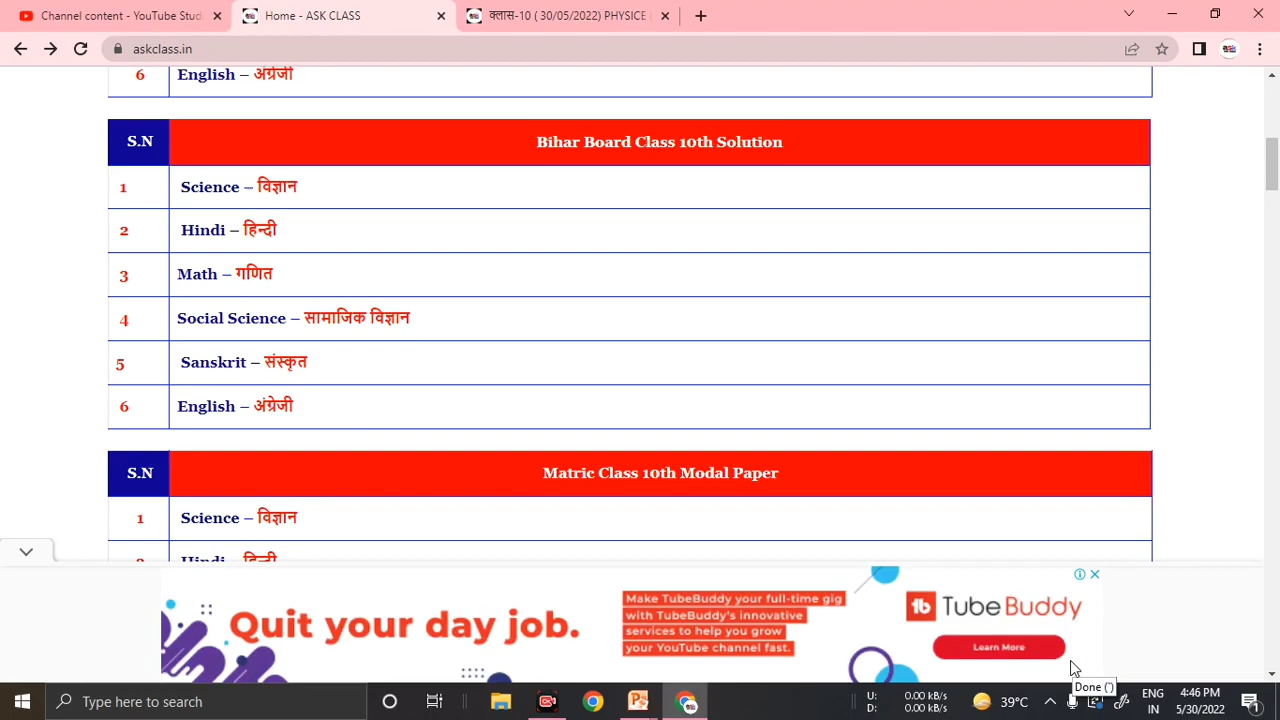 Channel content - YouTube Stud
Home - ASK CLASS
क्लास-10 ( 30/05/2022) PHYSICE
askclass.in
6 English – अंग्रेजी
S.N Bihar Board Class 10th Solution
1 Science – विज्ञान
2 Hindi – हिन्दी
3 Math – गणित
4 Social Science – सामाजिक विज्ञान
5 Sanskrit – संस्कृत
6 English – अंग्रेजी
S.N Matric Class 10th Modal Paper
1 Science – विज्ञान
2 Hindi – हिन्दी
Quit your day job.
Make TubeBuddy your full-time gig
with TubeBuddy's innovative
services to help you grow
your YouTube channel fast.
TubeBuddy
Learn More
Done ()
Type here to search
U: 0.00 kB/s
D: 0.00 kB/s
39°C
ENG
IN
4:46 PM
5/30/2022
1